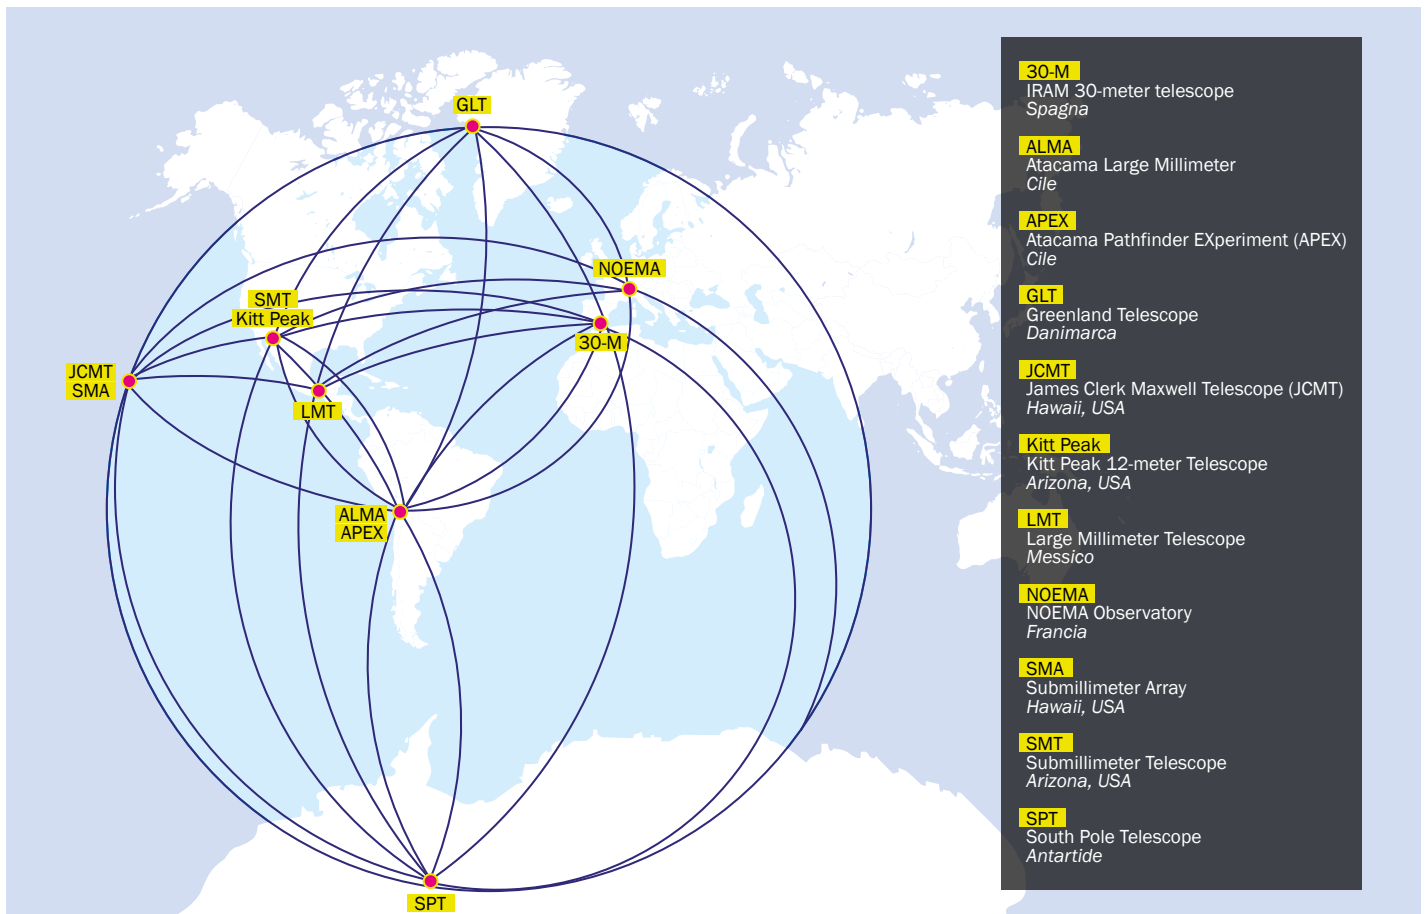 GLT
NOEMA
SMT
Kitt Peak
30-M
JCMT
SMA
LMT
ALMA
APEX
SPT
30-M
IRAM 30-meter telescope
Spagna
ALMA
Atacama Large Millimeter
Cile
APEX
Atacama Pathfinder EXperiment (APEX)
Cile
GLT
Greenland Telescope
Danimarca
JCMT
James Clerk Maxwell Telescope (JCMT)
Hawaii, USA
Kitt Peak
Kitt Peak 12-meter Telescope
Arizona, USA
LMT
Large Millimeter Telescope
Messico
NOEMA
NOEMA Observatory
Francia
SMA
Submillimeter Array
Hawaii, USA
SMT
Submillimeter Telescope
Arizona, USA
SPT
South Pole Telescope
Antartide